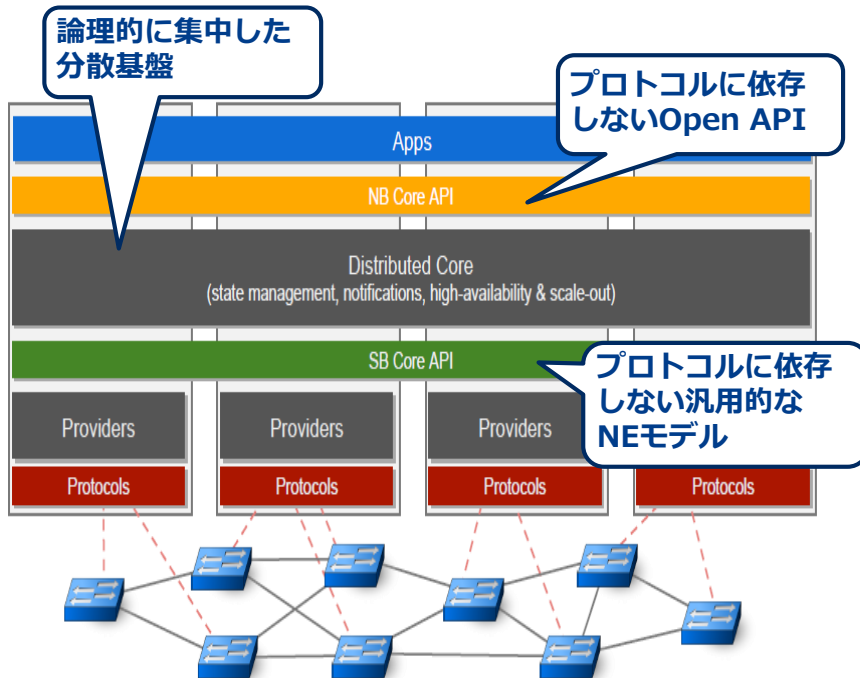 論理的に集中した
分散基盤
プロトコルに依存
しないOpen API
Apps
NB Core API
Distributed Core
(state management, notifications, high-availability & scale-out)
SB Core API
プロトコルに依存
しない汎用的な
NEモデル
Providers
Providers
Providers
Protocols
Protocols
Protocols
Protocols